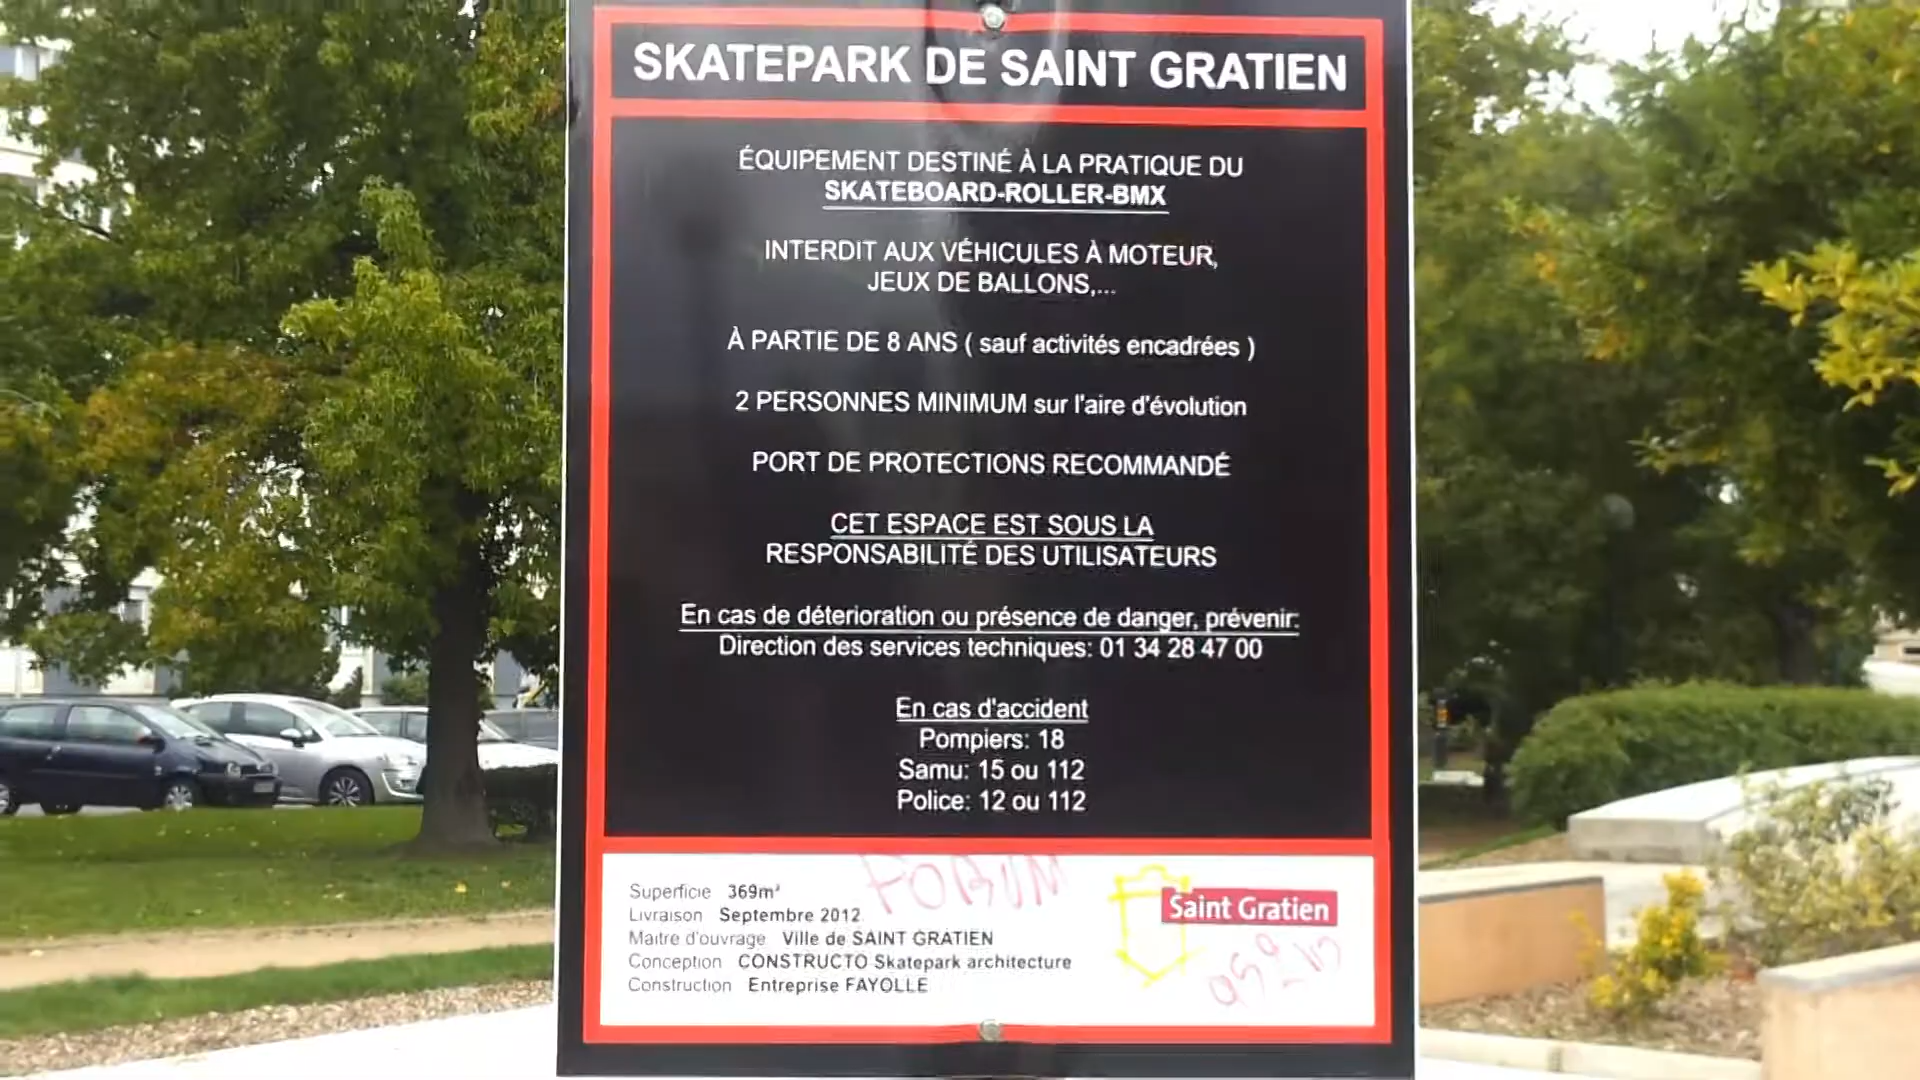 SKATEPARK DE SAINT GRATIEN
ÉQUIPEMENT DESTINÉ À LA PRATIQUE DU
SKATEBOARD-ROLLER-BMX
INTERDIT AUX VÉHICULES À MOTEUR,
JEUX DE BALLONS,...
À PARTIE DE 8 ANS ( sauf activités encadrées )
2 PERSONNES MINIMUM sur l'aire d'évolution
PORT DE PROTECTIONS RECOMMANDÉ
CET ESPACE EST SOUS LA
RESPONSABILITÉ DES UTILISATEURS
En cas de déterioration ou présence de danger, prévenir:
Direction des services techniques: 01 34 28 47 00
En cas d'accident
Pompiers: 18
Samu: 15 ou 112
Police: 12 ou 112
Superficie 369m²
Livraison Septembre 2012
Maitre d'ouvrage Ville de SAINT GRATIEN
Conception CONSTRUCTO Skatepark architecture
Construction Entreprise FAYOLLE
FORUM
Saint Gratien